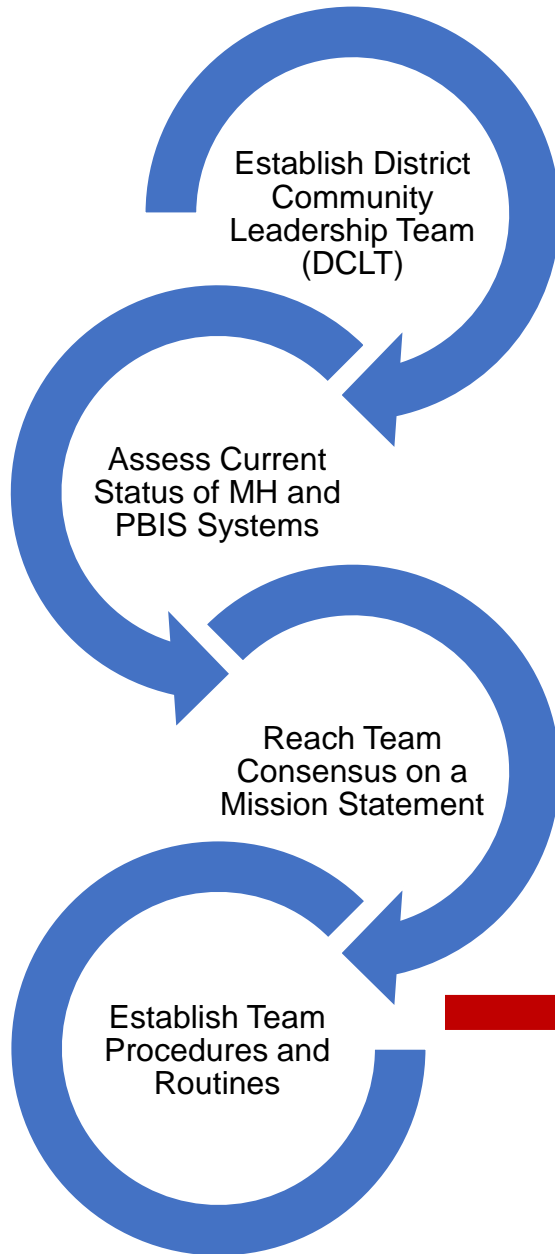 Establish District
Community
Leadership Team
(DCLT)
Assess Current
Status of MH and
PBIS Systems
Reach Team
Consensus on a
Mission Statement
Establish Team
Procedures and
Routines